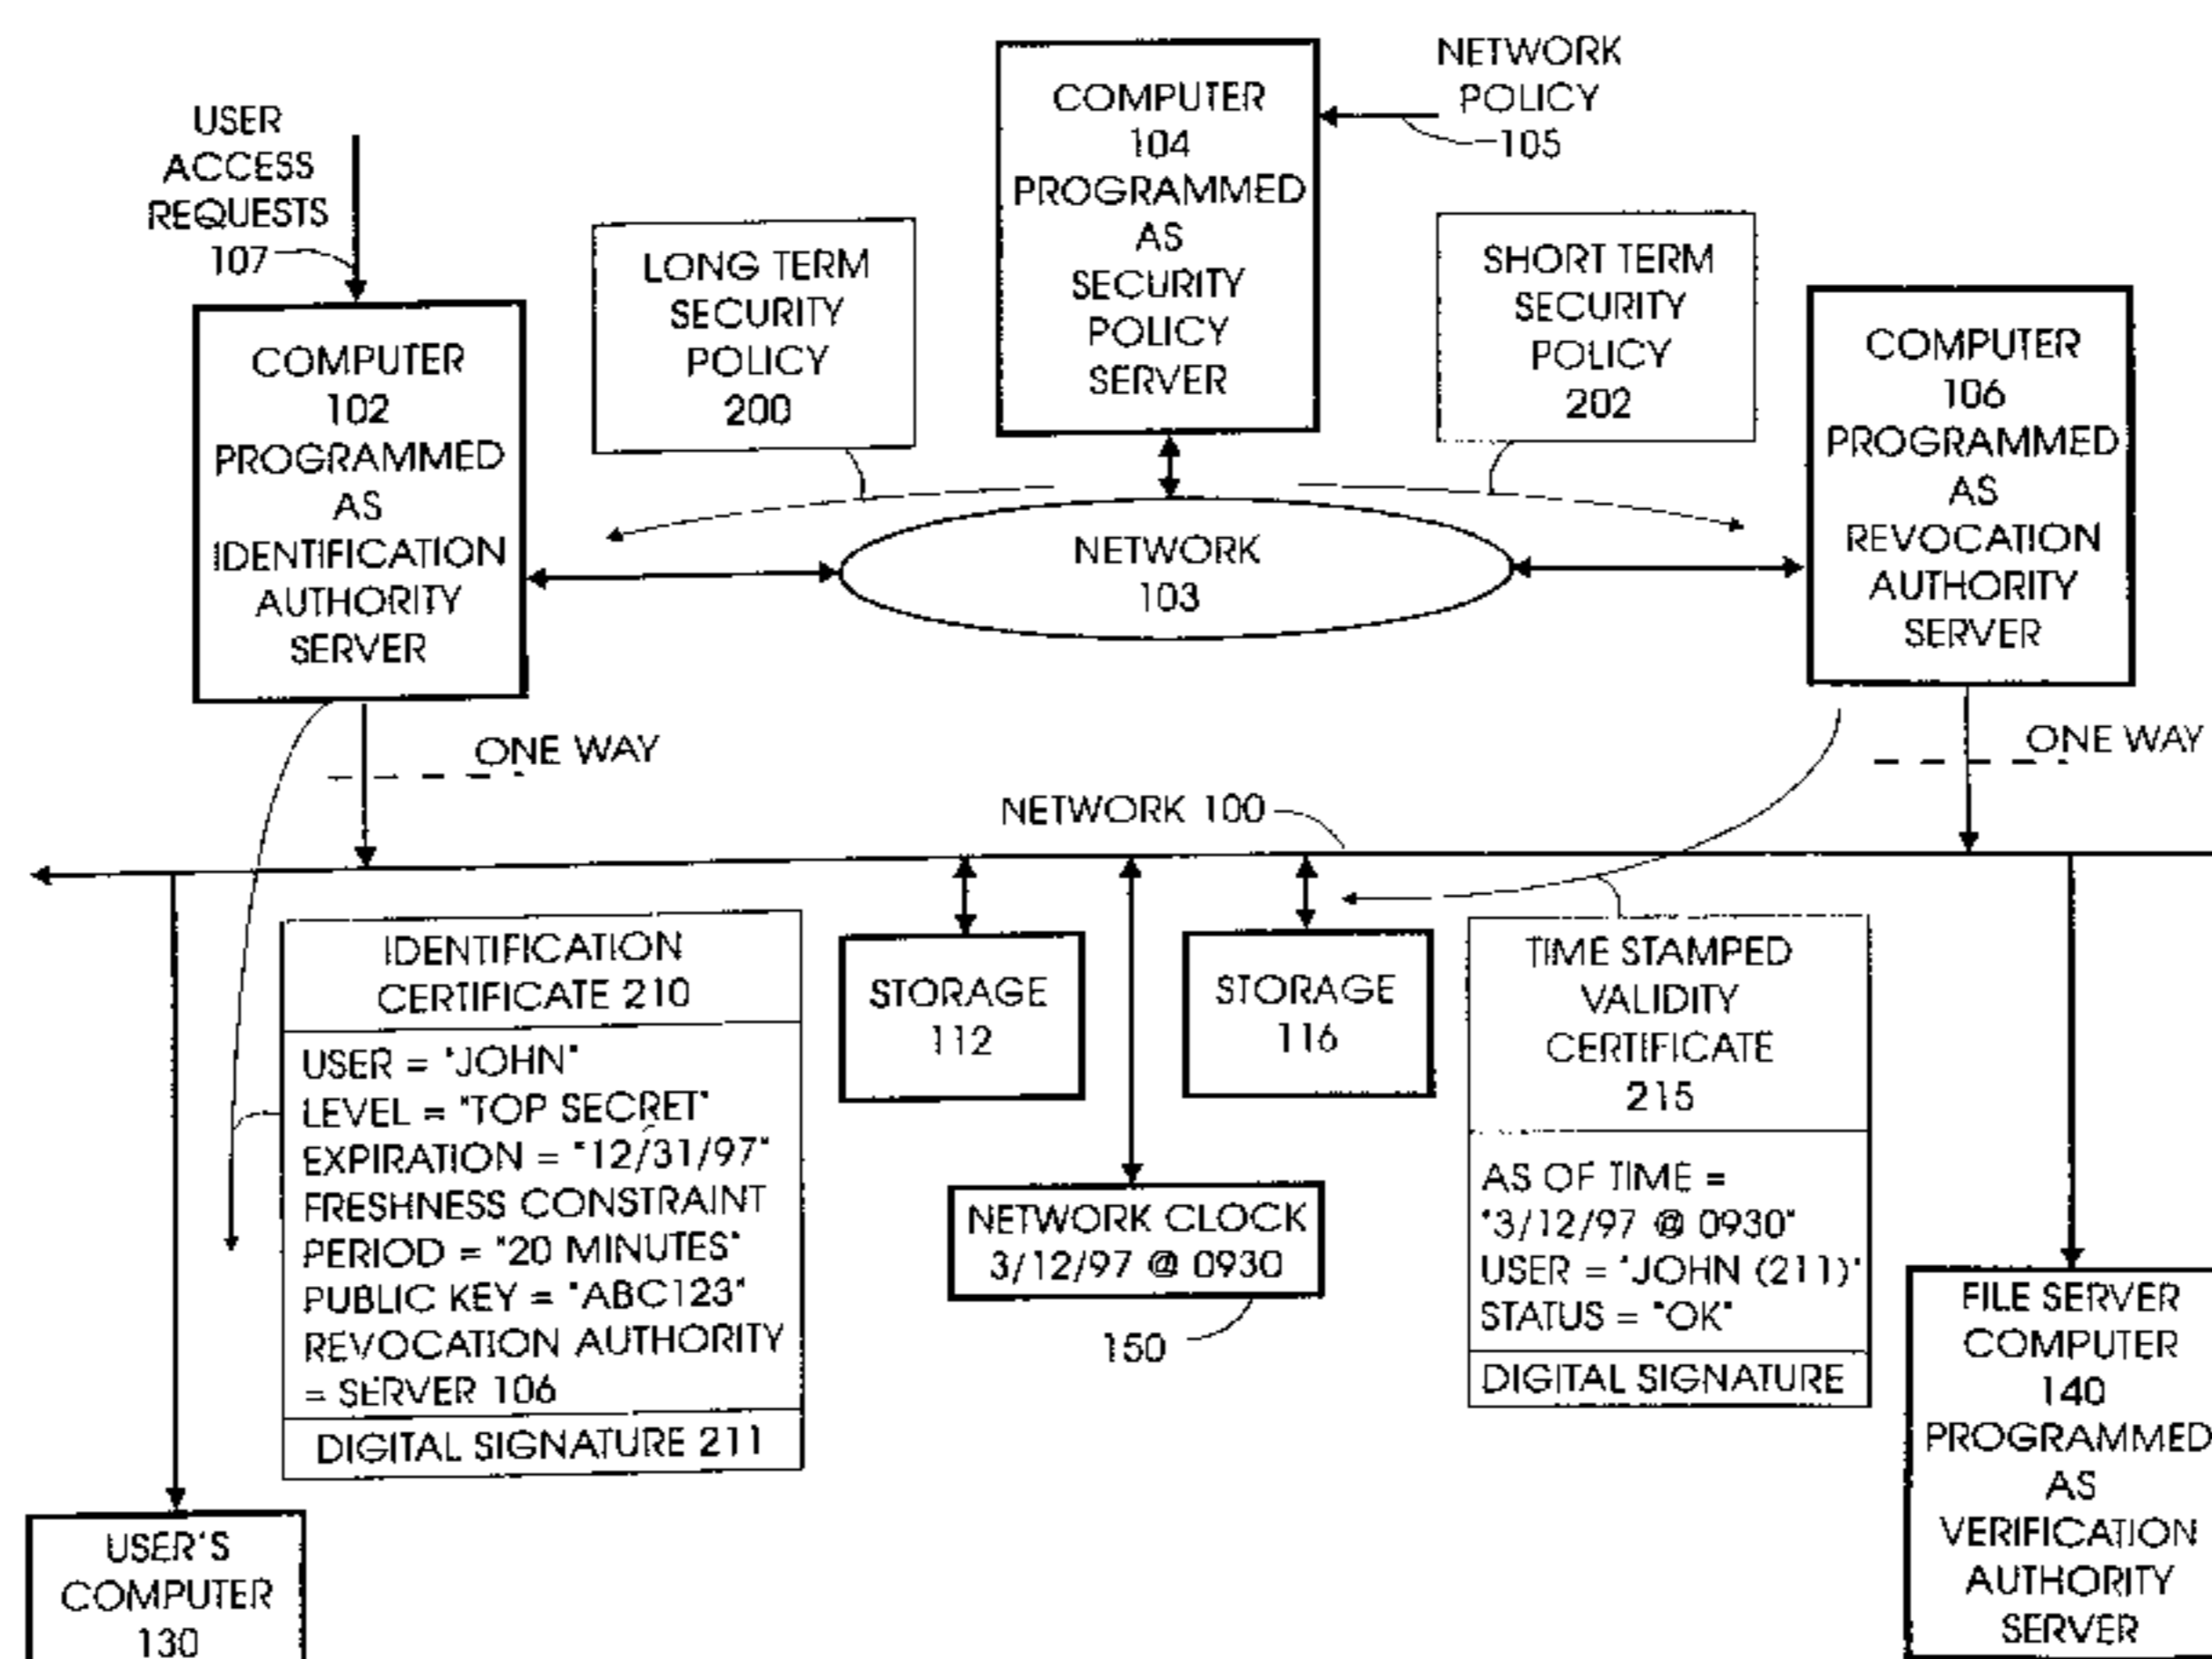 USER
ACCESS
REQUESTS
107
COMPUTER
102
PROGRAMMED
AS
IDENTIFICATION
AUTHORITY
SERVER
LONG TERM
SECURITY
POLICY
200
COMPUTER
104
PROGRAMMED
AS
SECURITY
POLICY
SERVER
NETWORK
POLICY
105
SHORT TERM
SECURITY
POLICY
202
COMPUTER
106
PROGRAMMED
AS
REVOCATION
AUTHORITY
SERVER
NETWORK
103
ONE WAY
ONE WAY
NETWORK 100
IDENTIFICATION
CERTIFICATE 210
USER = "JOHN"
LEVEL = "TOP SECRET"
EXPIRATION = "12/31/97"
FRESHNESS CONSTRAINT
PERIOD = "20 MINUTES"
PUBLIC KEY = "ABC123"
REVOCATION AUTHORITY
= SERVER 106
DIGITAL SIGNATURE 211
STORAGE
112
STORAGE
116
NETWORK CLOCK
3/12/97 @ 0930
150
TIME STAMPED
VALIDITY
CERTIFICATE
215
AS OF TIME =
"3/12/97 @ 0930"
USER = "JOHN (211)"
STATUS = "OK"
DIGITAL SIGNATURE
USER'S
COMPUTER
130
FILE SERVER
COMPUTER
140
PROGRAMMED
AS
VERIFICATION
AUTHORITY
SERVER